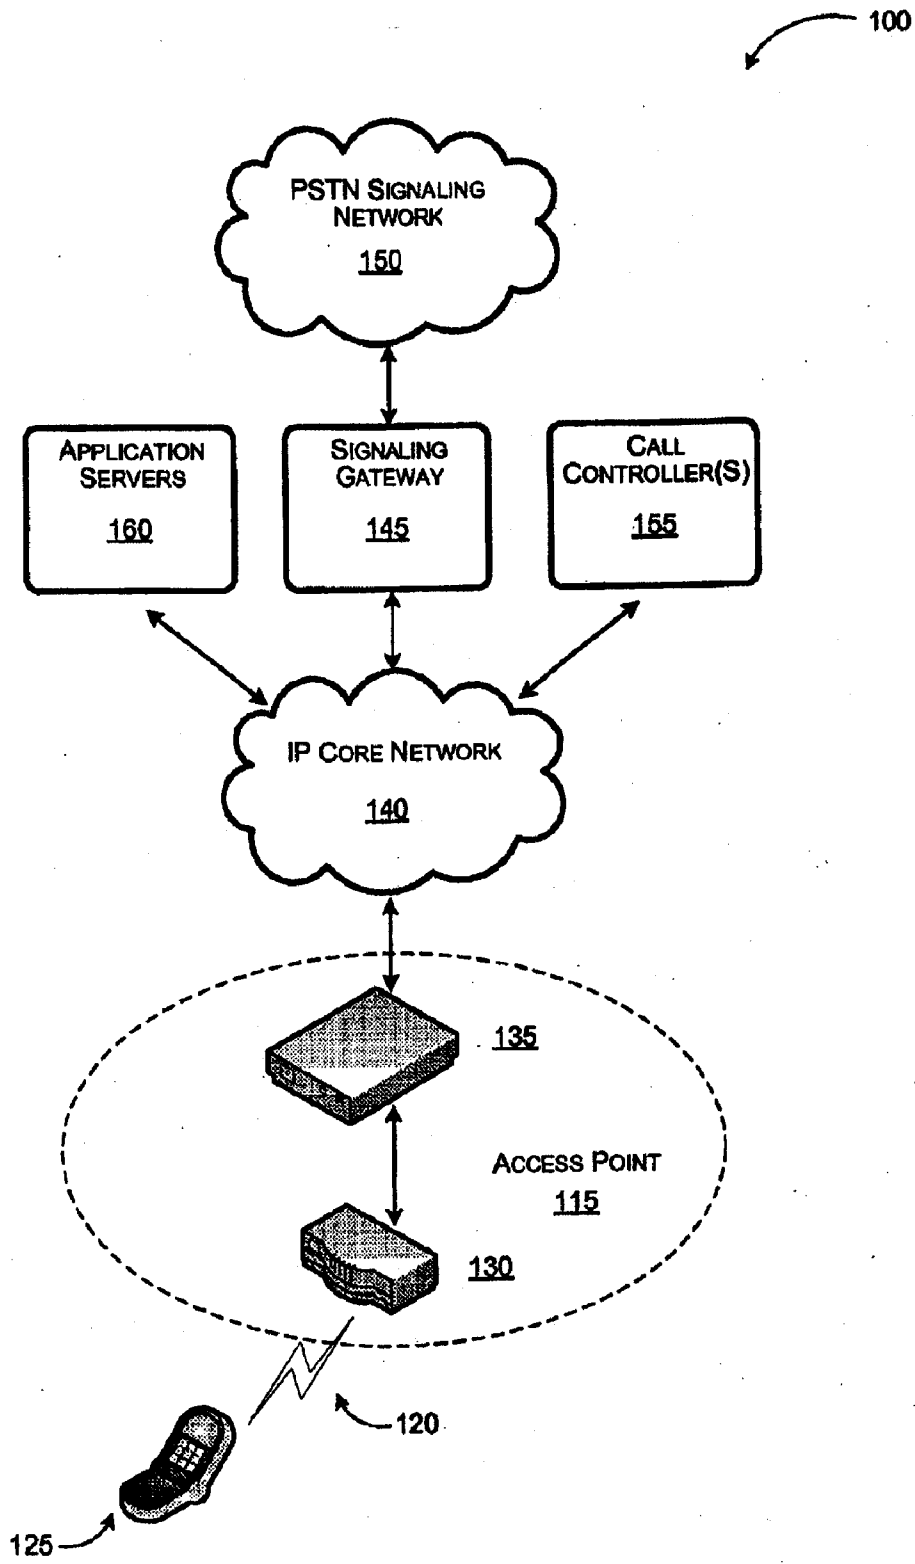 100
PSTN SIGNALING
NETWORK
150
APPLICATION
SERVERS
160
SIGNALING
GATEWAY
145
CALL
CONTROLLER(S)
155
IP CORE NETWORK
140
135
ACCESS POINT
115
130
120
125